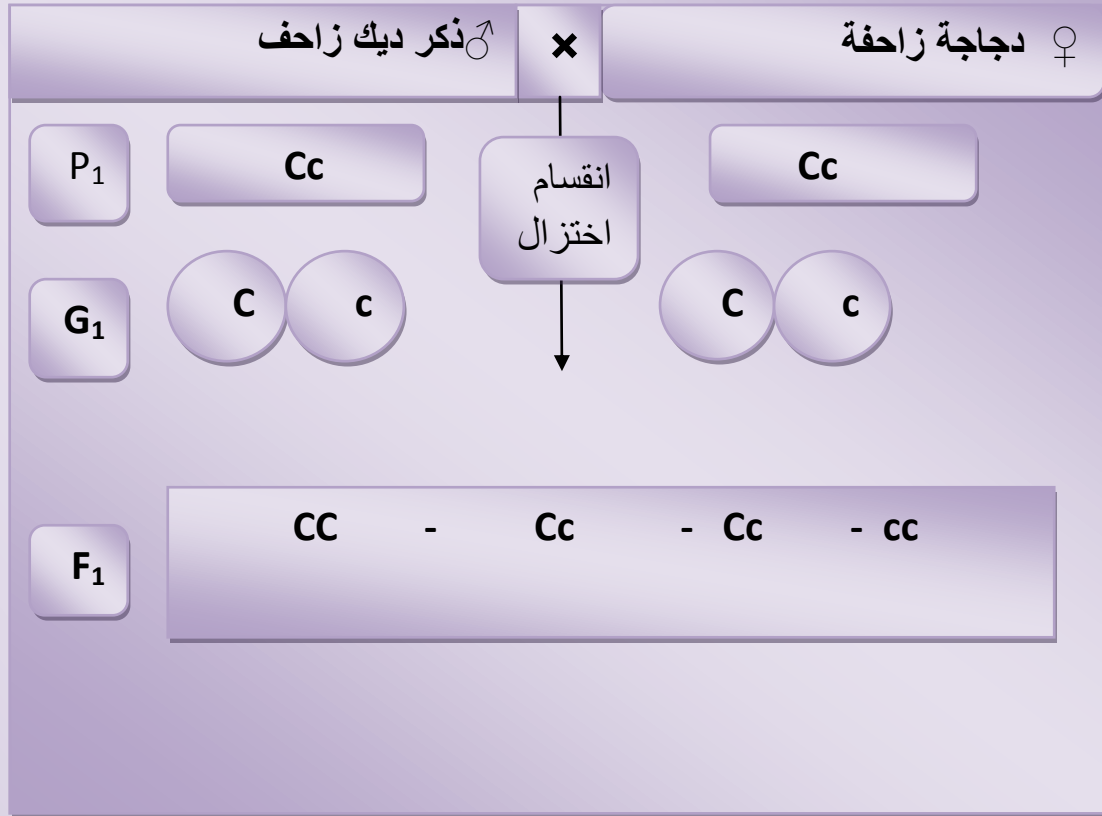 ♀ دجاجة زاحفة × ♂ذكر ديك زاحف
P₁ Cc Cc
انقسام
اختزال
G₁ C c C c
F₁ CC - Cc - Cc - cc